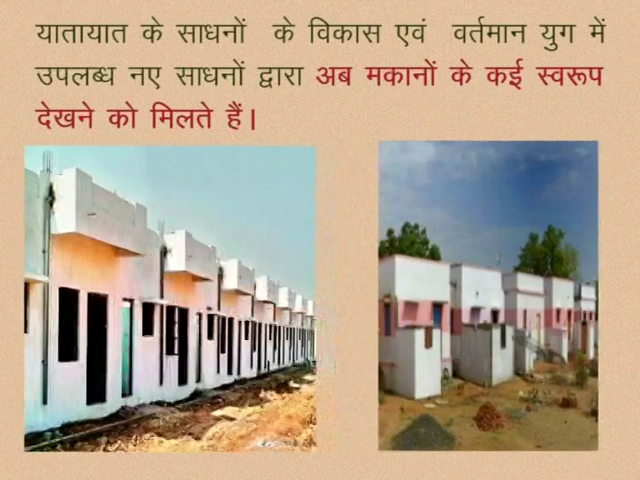 यातायात के साधनों के विकास एवं वर्तमान युग में
उपलब्ध नए साधनों द्वारा अब मकानों के कई स्वरूप
देखने को मिलते हैं।